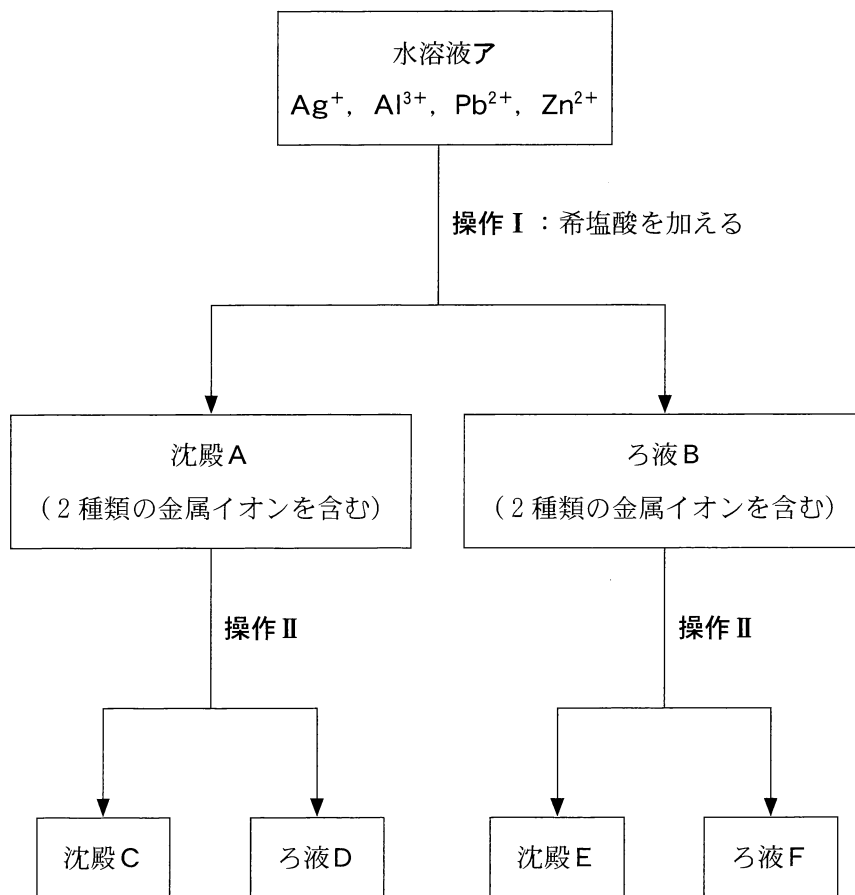 水溶液ア
Ag⁺, Al³⁺, Pb²⁺, Zn²⁺
操作Ⅰ：希塩酸を加える
沈殿A
（2種類の金属イオンを含む）
ろ液B
（2種類の金属イオンを含む）
操作Ⅱ
操作Ⅱ
沈殿C
ろ液D
沈殿E
ろ液F